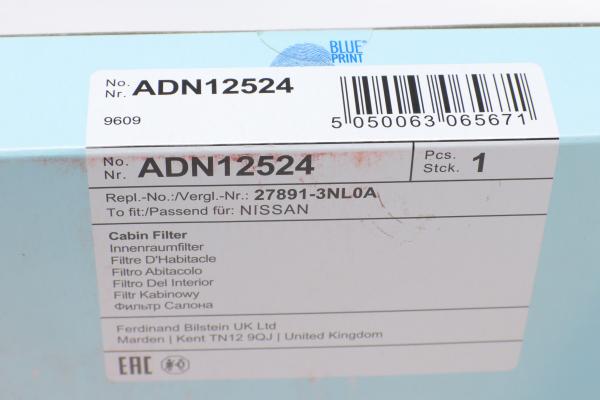 BLUE®
PRINT
No.
Nr. ADN12524
9609
5 050063 065671
No.
Nr. ADN12524
Pcs.
Stck. 1
Repl.-No.:/Vergl.-Nr.: 27891-3NL0A
To fit:/Passend für: NISSAN
Cabin Filter
Innenraumfilter
Filtre D'Habitacle
Filtro Abitacolo
Filtro Del Interior
Filtr Kabinowy
Фильтр Салона
Ferdinand Bilstein UK Ltd
Marden | Kent TN12 9QJ | United Kingdom
EAC